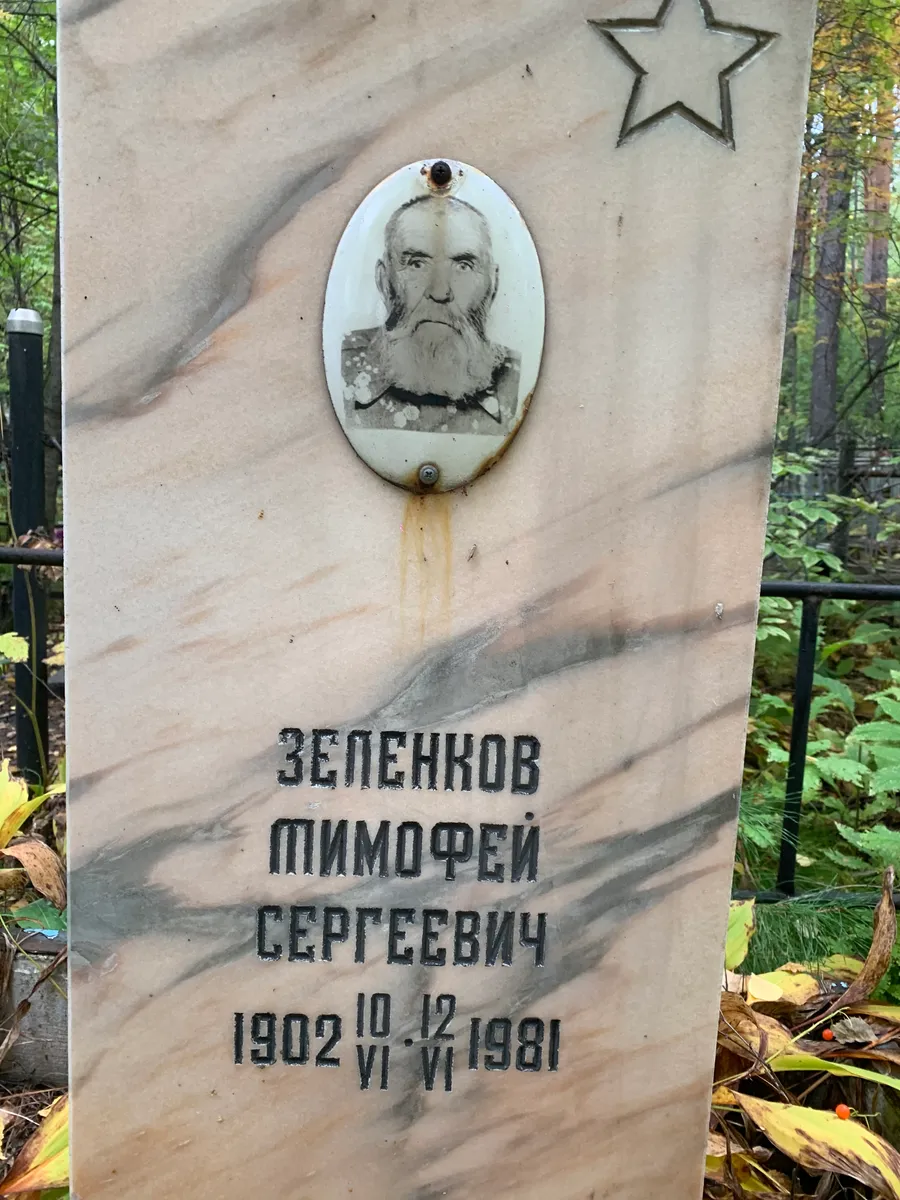 ЗЕЛЕНКОВ
ТИМОФЕЙ
СЕРГЕЕВИЧ
1902 10/VI . 12/VI 1981